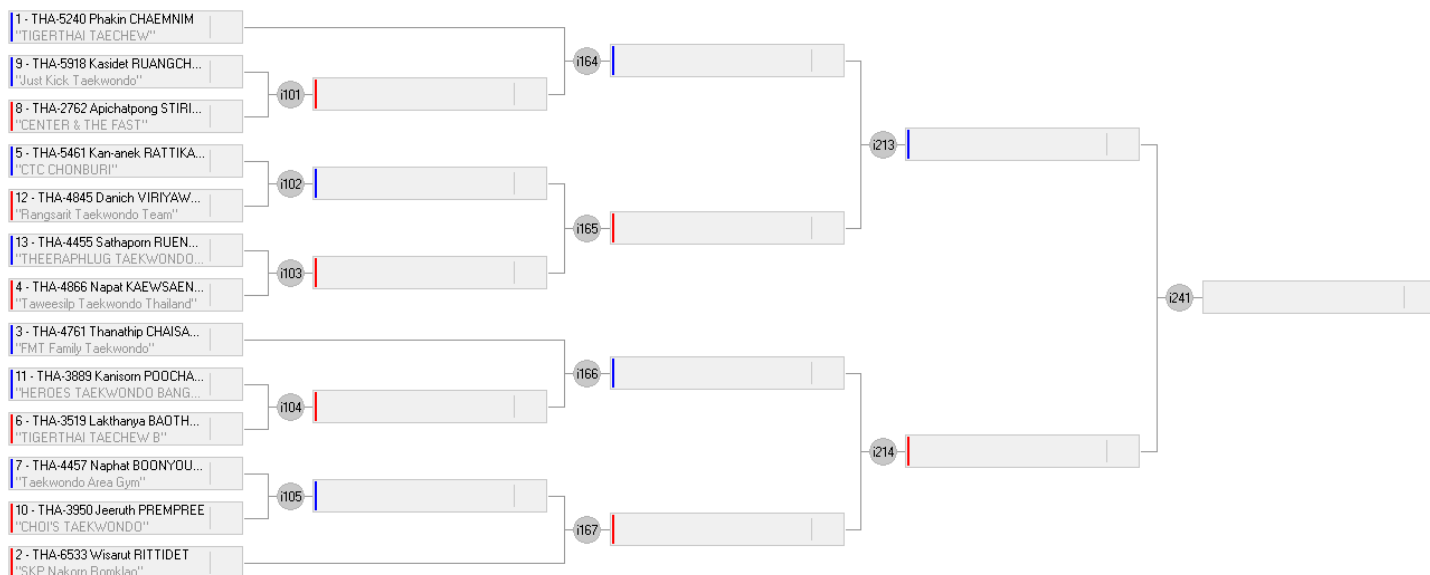 1 - THA-5240 Phakin CHAEMNIM
"TIGERTHAI TAECHEW"
9 - THA-5918 Kasidet RUANGCH...
"Just Kick Taekwondo"
i101
8 - THA-2762 Apichatpong STIRI...
"CENTER & THE FAST"
i164
5 - THA-5461 Kan-anek RATTIKA...
"CTC CHONBURI"
i102
12 - THA-4845 Danich VIRIYAW...
"Rangsarit Taekwondo Team"
i213
i165
13 - THA-4455 Sathaporn RUEN...
"THEERAPHLUG TAEKWONDO...
i103
4 - THA-4866 Napat KAEWSAEN...
"Taweesilp Taekwondo Thailand"
i241
3 - THA-4761 Thanathip CHAISA...
"FMT Family Taekwondo"
i166
11 - THA-3889 Kanisorn POOCHA...
"HEROES TAEKWONDO BANG...
i104
6 - THA-3519 Lakthanya BAOTH...
"TIGERTHAI TAECHEW B"
i214
7 - THA-4457 Naphat BOONYOU...
"Taekwondo Area Gym"
i105
10 - THA-3950 Jeeruth PREMPREE
"CHOI'S TAEKWONDO"
i167
2 - THA-6533 Wisarut RITTIDET
"SKP Nakorn Romklao"